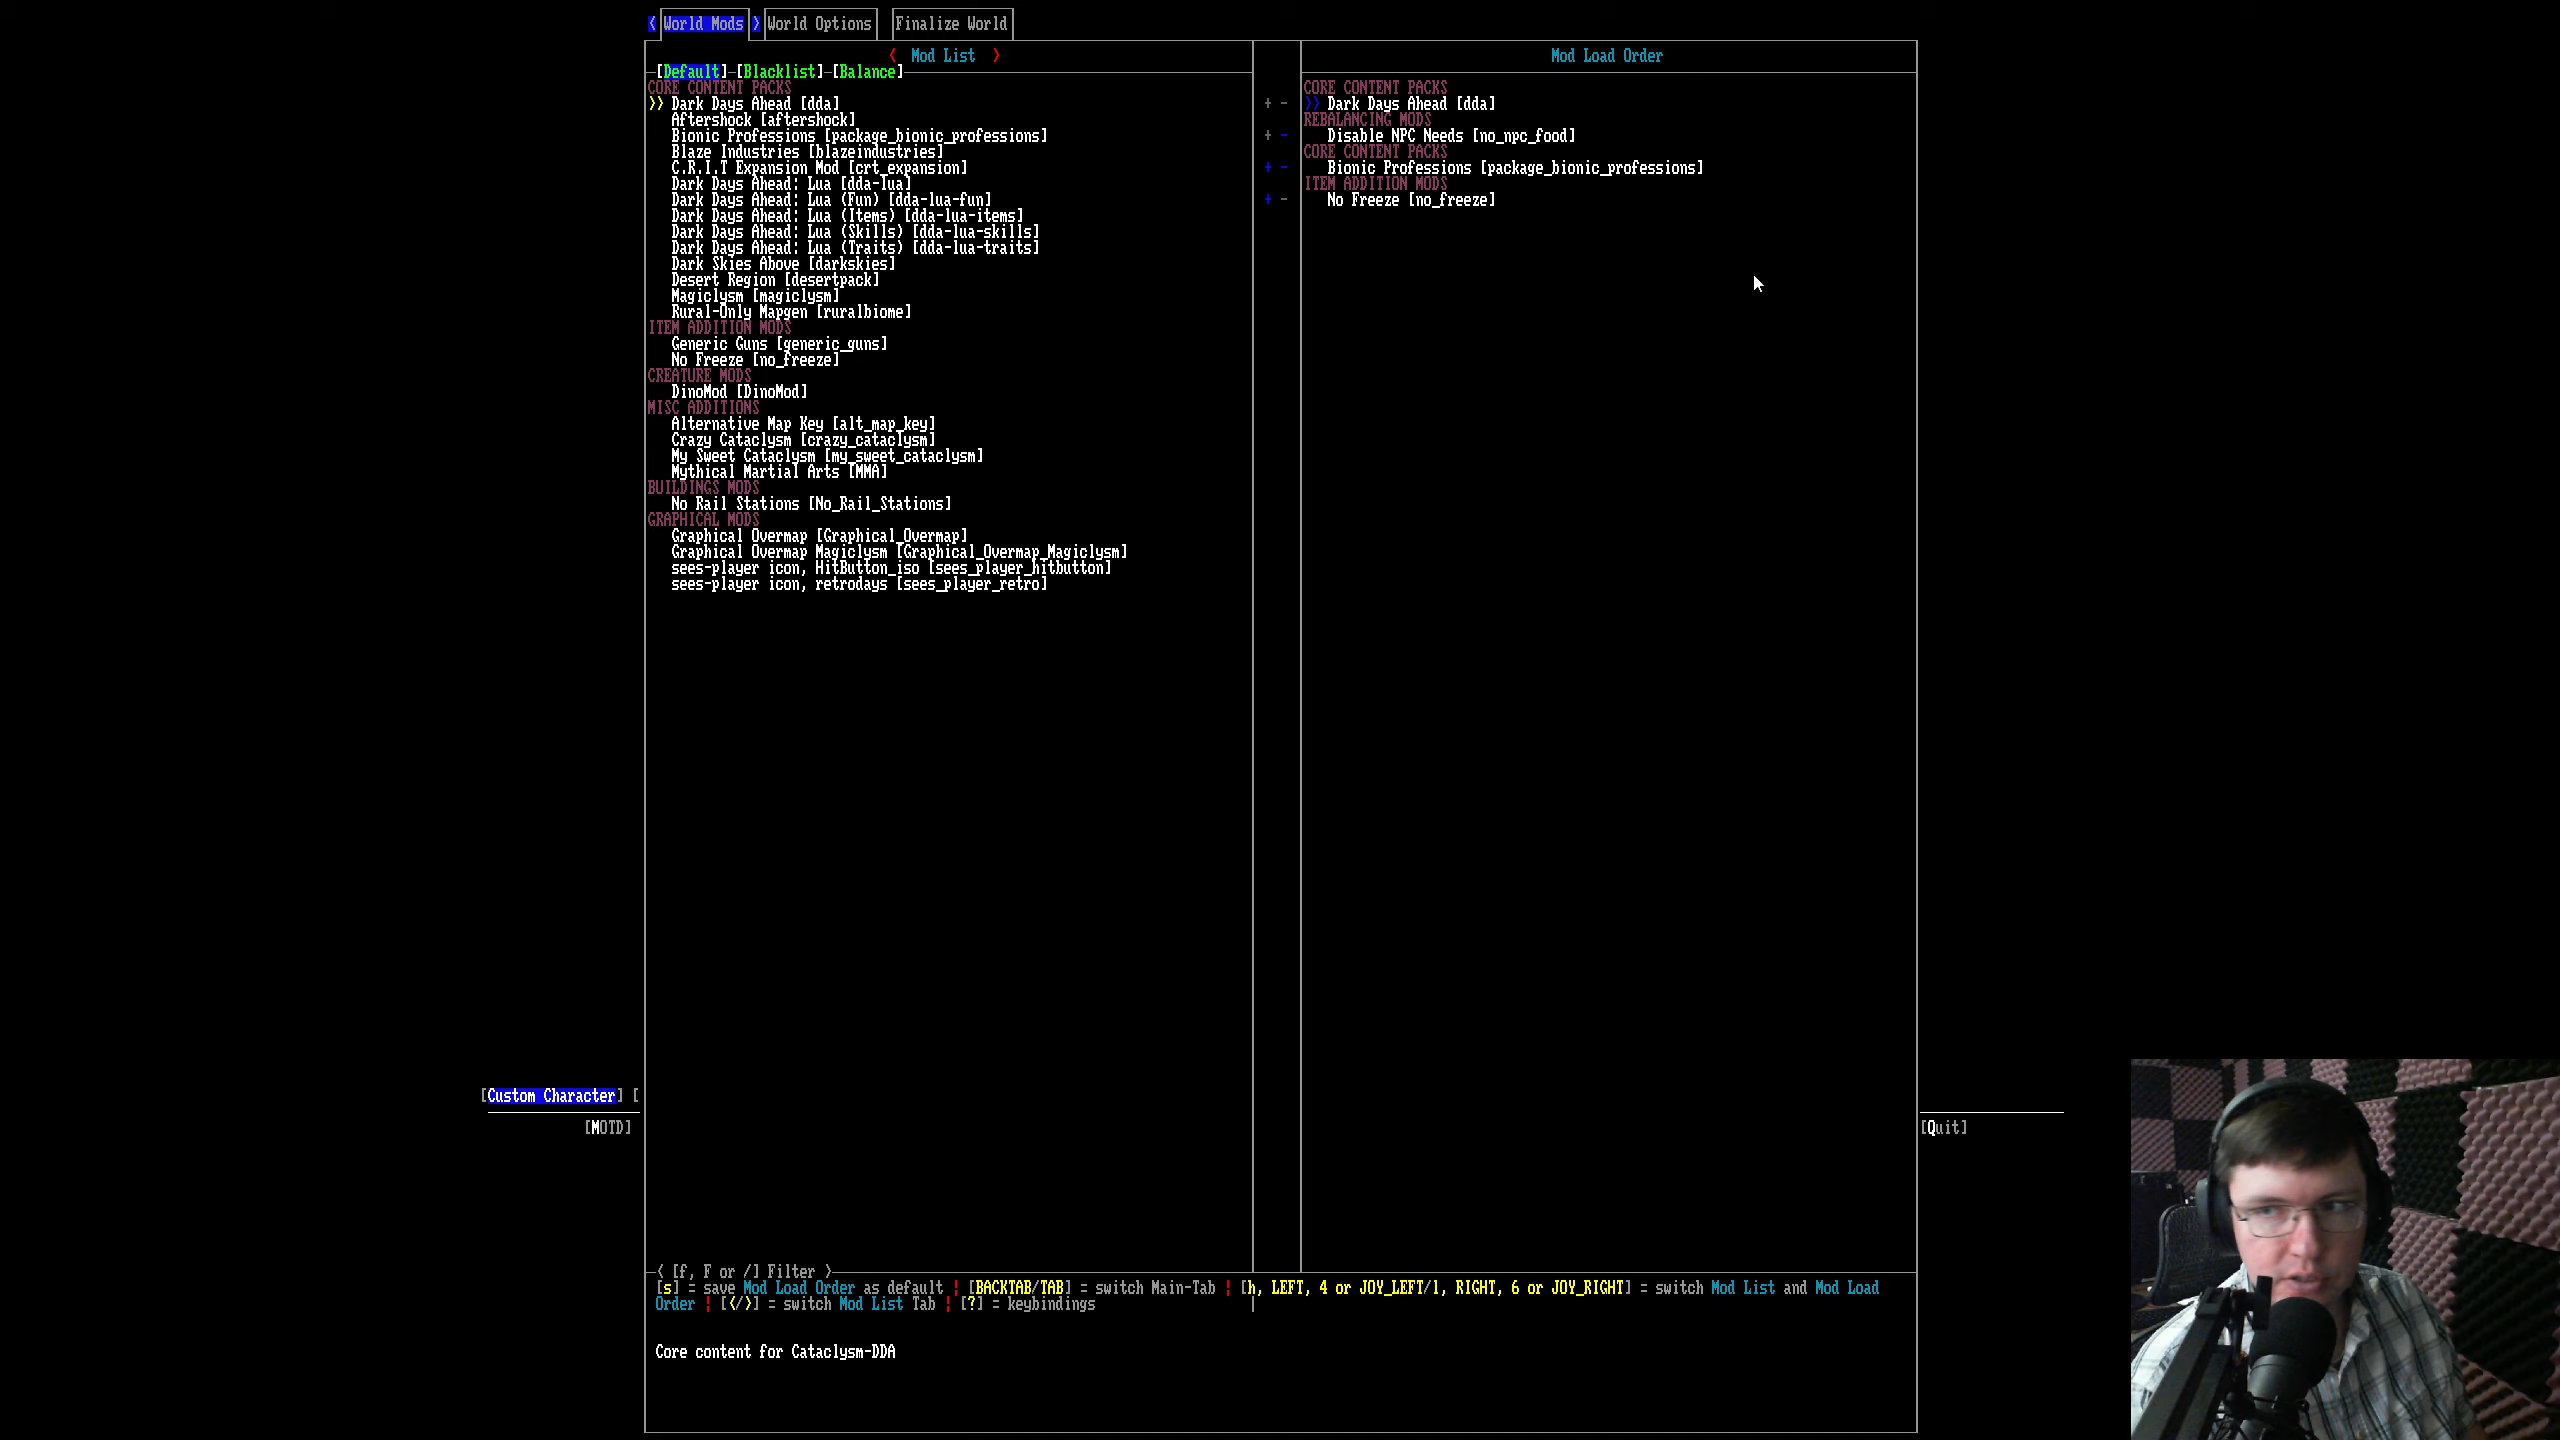 < World Mods > World Options Finalize World
< Mod List >
Mod Load Order
[Default] [Blacklist] [Balance]
CORE CONTENT PACKS
>> Dark Days Ahead [dda]
Aftershock [aftershock]
Bionic Professions [package_bionic_professions]
Blaze Industries [blazeindustries]
C.R.I.T Expansion Mod [crt_expansion]
Dark Days Ahead: Lua [dda-lua]
Dark Days Ahead: Lua (Fun) [dda-lua-fun]
Dark Days Ahead: Lua (Items) [dda-lua-items]
Dark Days Ahead: Lua (Skills) [dda-lua-skills]
Dark Days Ahead: Lua (Traits) [dda-lua-traits]
Dark Skies Above [darkskies]
Desert Region [desertpack]
Magiclysm [magiclysm]
Rural-Only Mapgen [ruralbiome]
ITEM ADDITION MODS
Generic Guns [generic_guns]
No Freeze [no_freeze]
CREATURE MODS
DinoMod [DinoMod]
MISC ADDITIONS
Alternative Map Key [alt_map_key]
Crazy Cataclysm [crazy_cataclysm]
My Sweet Cataclysm [my_sweet_cataclysm]
Mythical Martial Arts [MMA]
BUILDINGS MODS
No Rail Stations [No_Rail_Stations]
GRAPHICAL MODS
Graphical Overmap [Graphical_Overmap]
Graphical Overmap Magiclysm [Graphical_Overmap_Magiclysm]
sees-player icon, HitButton_iso [sees_player_hitbutton]
sees-player icon, retrodays [sees_player_retro]
CORE CONTENT PACKS
+ - >> Dark Days Ahead [dda]
REBALANCING MODS
+ - Disable NPC Needs [no_npc_food]
CORE CONTENT PACKS
+ - Bionic Professions [package_bionic_professions]
ITEM ADDITION MODS
+ - No Freeze [no_freeze]
[Custom Character] [
[MOTD]
[Quit]
< [f, F or /] Filter >
[s] = save Mod Load Order as default ¦ [BACKTAB/TAB] = switch Main-Tab ¦ [h, LEFT, 4 or JOY_LEFT/l, RIGHT, 6 or JOY_RIGHT] = switch Mod List and Mod Load
Order ¦ [</>] = switch Mod List Tab ¦ [?] = keybindings
Core content for Cataclysm-DDA